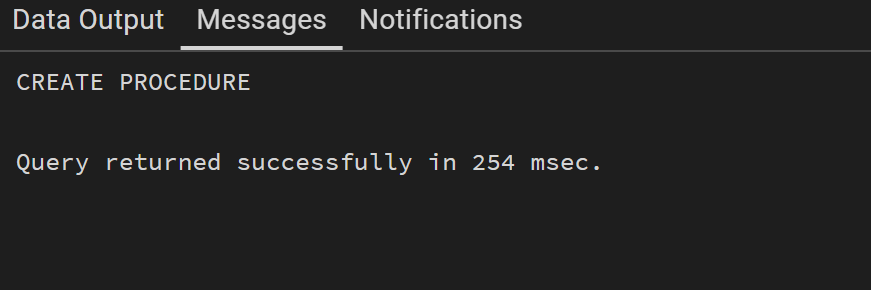 Data Output Messages Notifications
CREATE PROCEDURE
Query returned successfully in 254 msec.